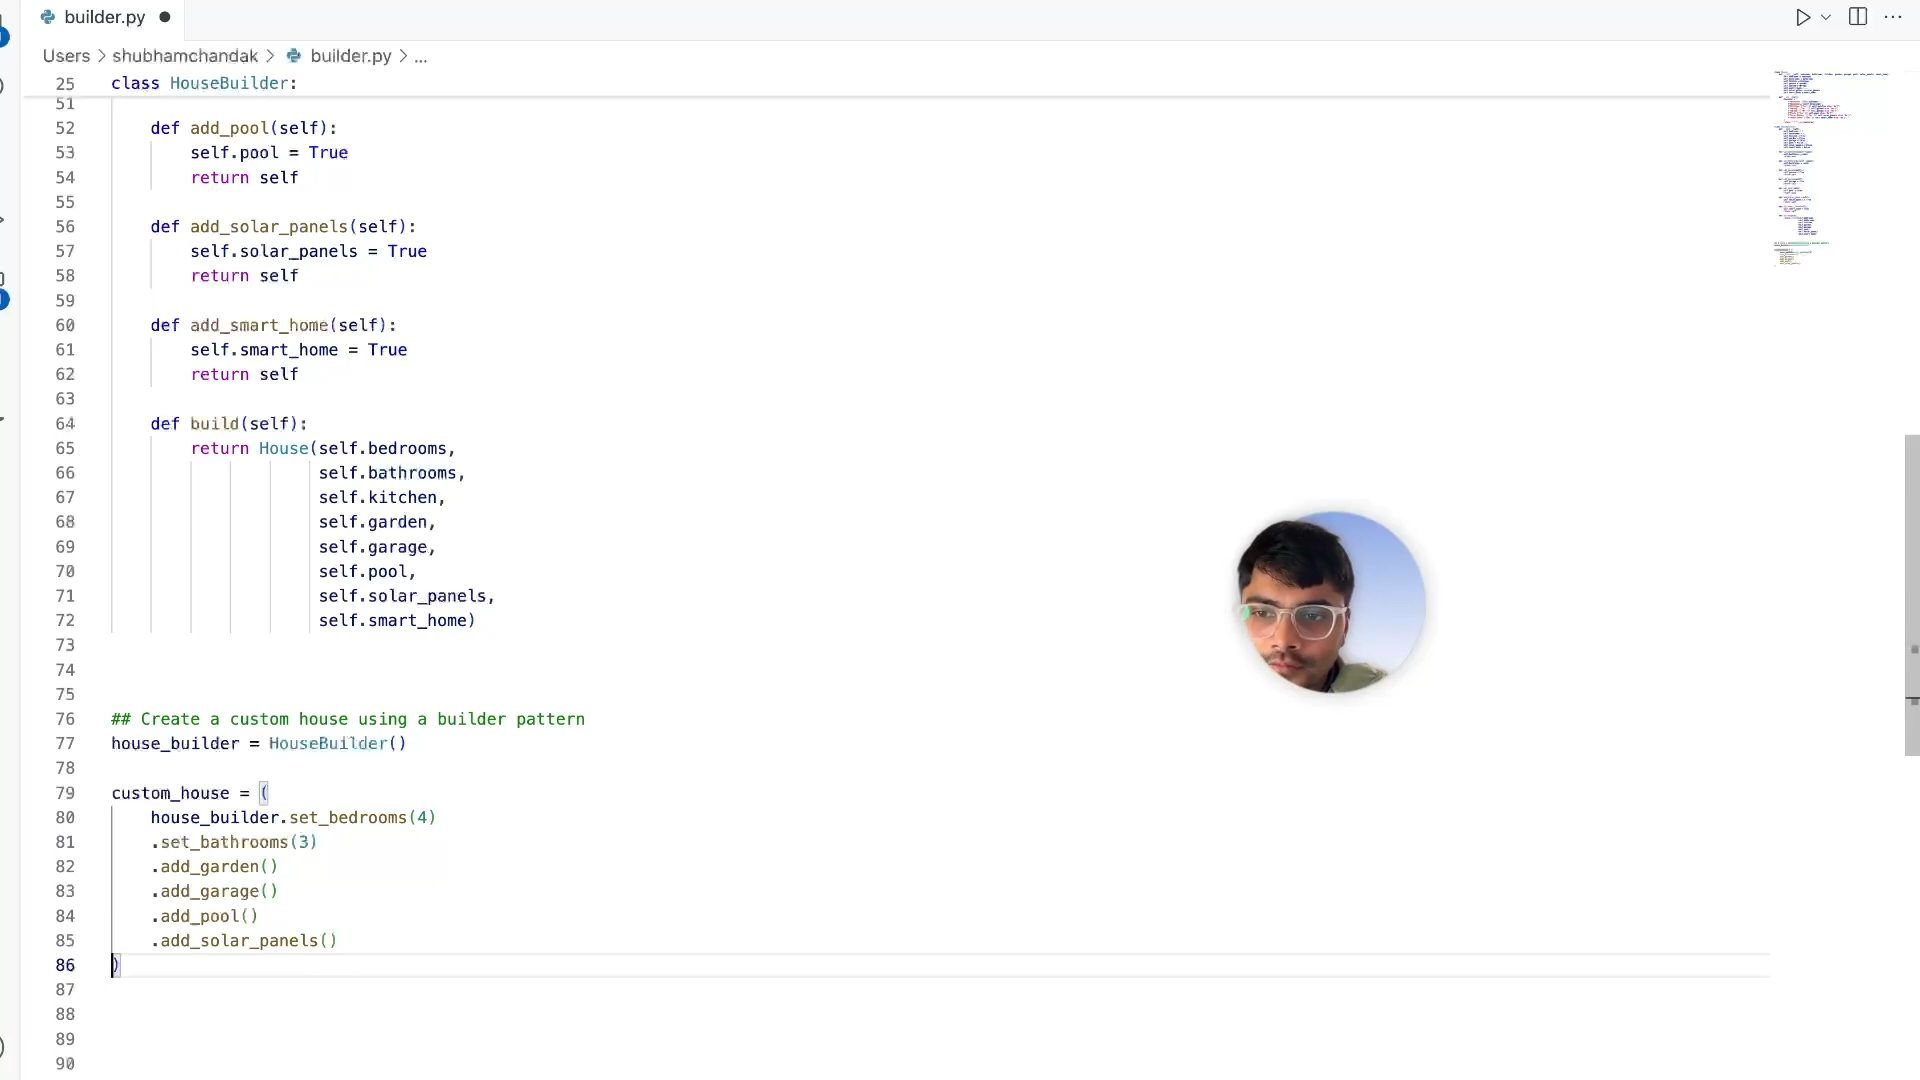 builder.py
Users > shubhamchandak > builder.py > ...
25 class HouseBuilder:
51
52     def add_pool(self):
53         self.pool = True
54         return self
55
56     def add_solar_panels(self):
57         self.solar_panels = True
58         return self
59
60     def add_smart_home(self):
61         self.smart_home = True
62         return self
63
64     def build(self):
65         return House(self.bedrooms,
66                      self.bathrooms,
67                      self.kitchen,
68                      self.garden,
69                      self.garage,
70                      self.pool,
71                      self.solar_panels,
72                      self.smart_home)
73
74
75
76 ## Create a custom house using a builder pattern
77 house_builder = HouseBuilder()
78
79 custom_house = (
80     house_builder.set_bedrooms(4)
81     .set_bathrooms(3)
82     .add_garden()
83     .add_garage()
84     .add_pool()
85     .add_solar_panels()
86 )
87
88
89
90